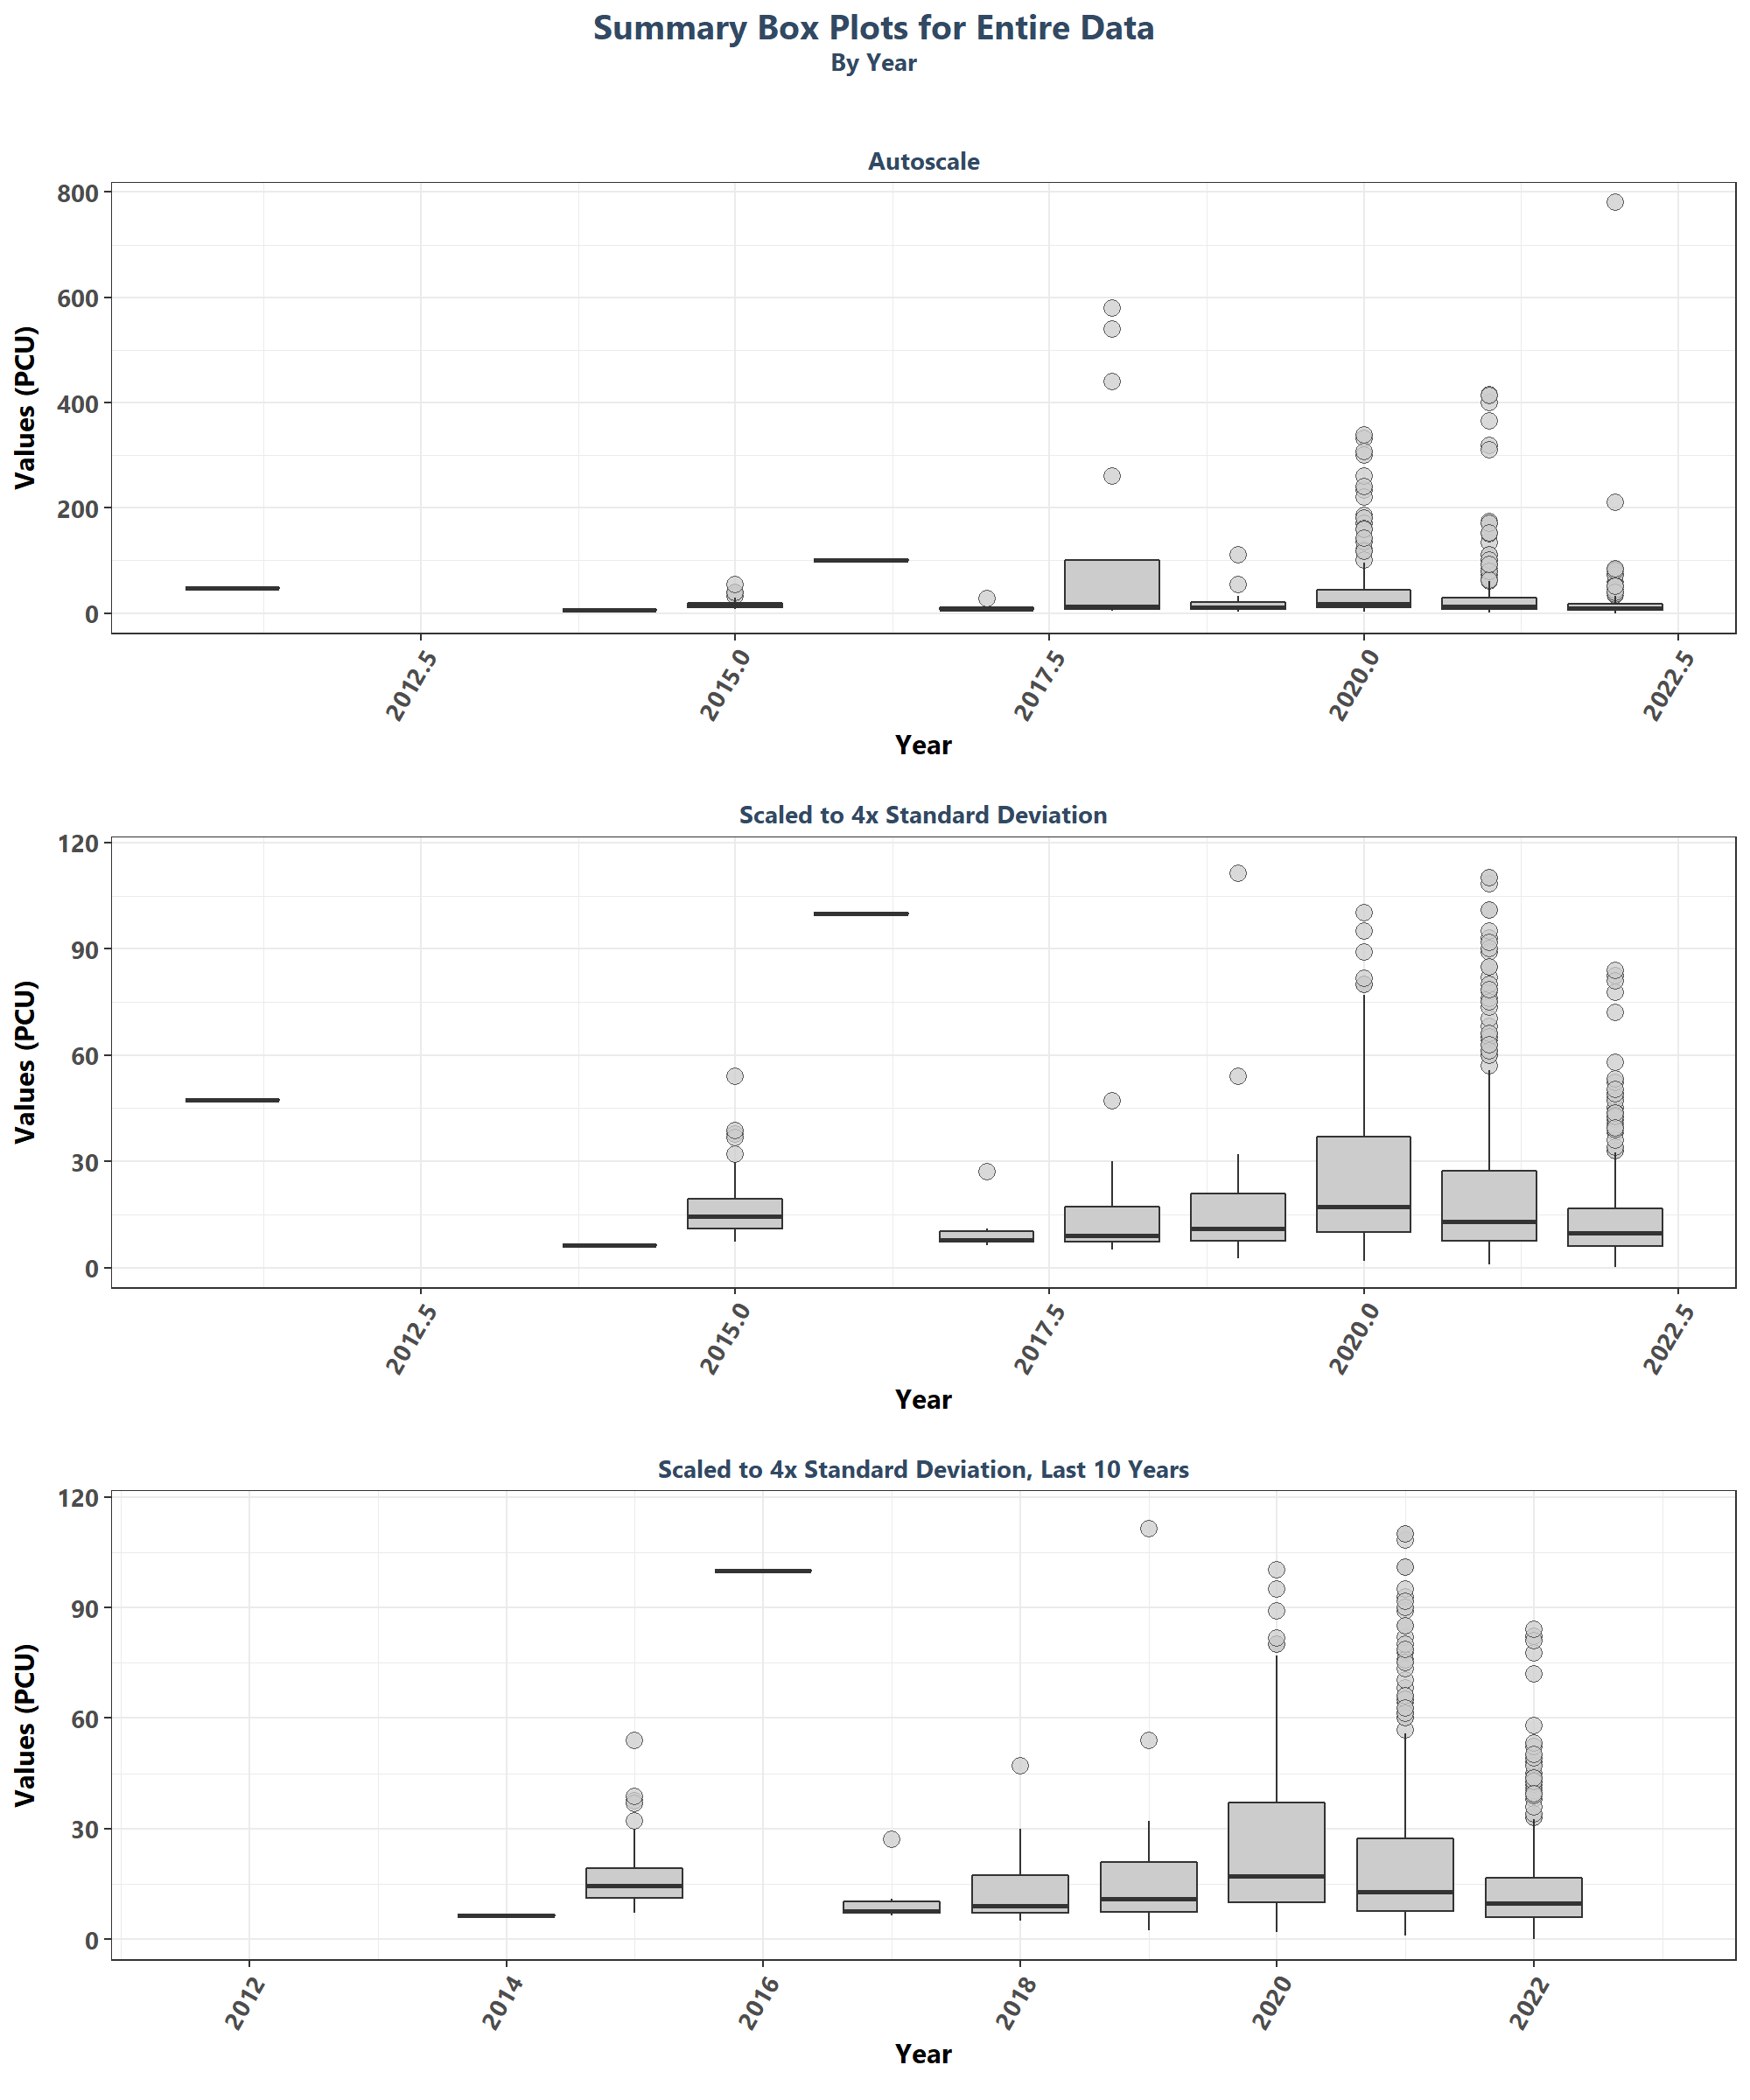 Summary Box Plots for Entire Data
By Year
Autoscale
800
600
400
200
0
Values (PCU)
2012.5
2015.0
2017.5
2020.0
2022.5
Year
Scaled to 4x Standard Deviation
120
90
60
30
0
Values (PCU)
2012.5
2015.0
2017.5
2020.0
2022.5
Year
Scaled to 4x Standard Deviation, Last 10 Years
120
90
60
30
0
Values (PCU)
2012
2014
2016
2018
2020
2022
Year